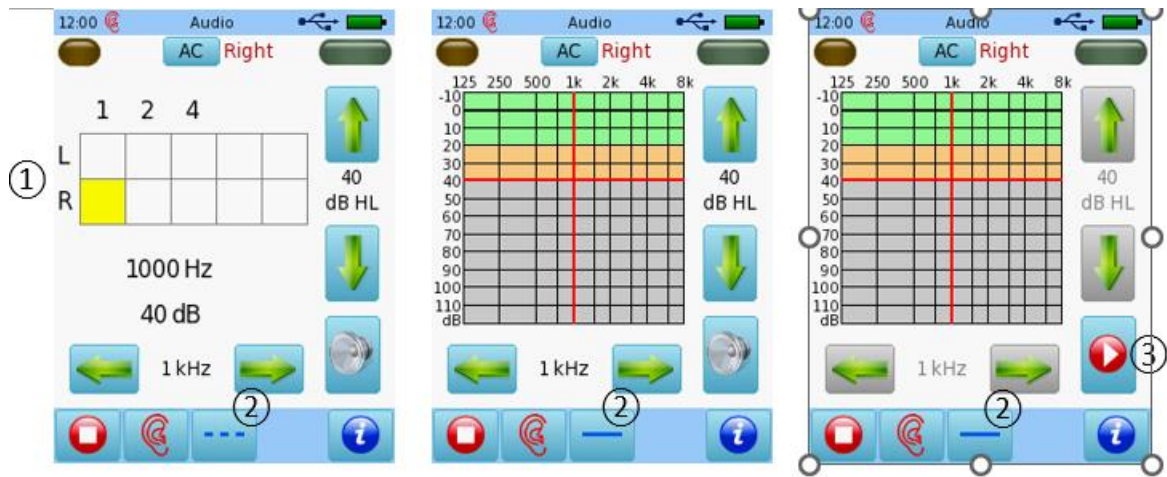 12:00 Audio
AC Right
1 2 4
L
①
R
40
dB HL
1000 Hz
40 dB
1 kHz
②
i
12:00 Audio
AC Right
125 250 500 1k 2k 4k 8k
-10
0
10
20
30
40
50
60
70
80
90
100
110
dB
40
dB HL
1 kHz
②
i
12:00 Audio
AC Right
125 250 500 1k 2k 4k 8k
-10
0
10
20
30
40
50
60
70
80
90
100
110
dB
40
dB HL
③
1 kHz
②
i